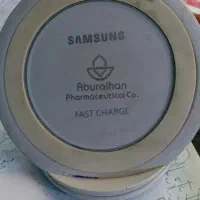 SAMSUNG
Aburaihan
Pharmaceutical Co.
FAST CHARGE